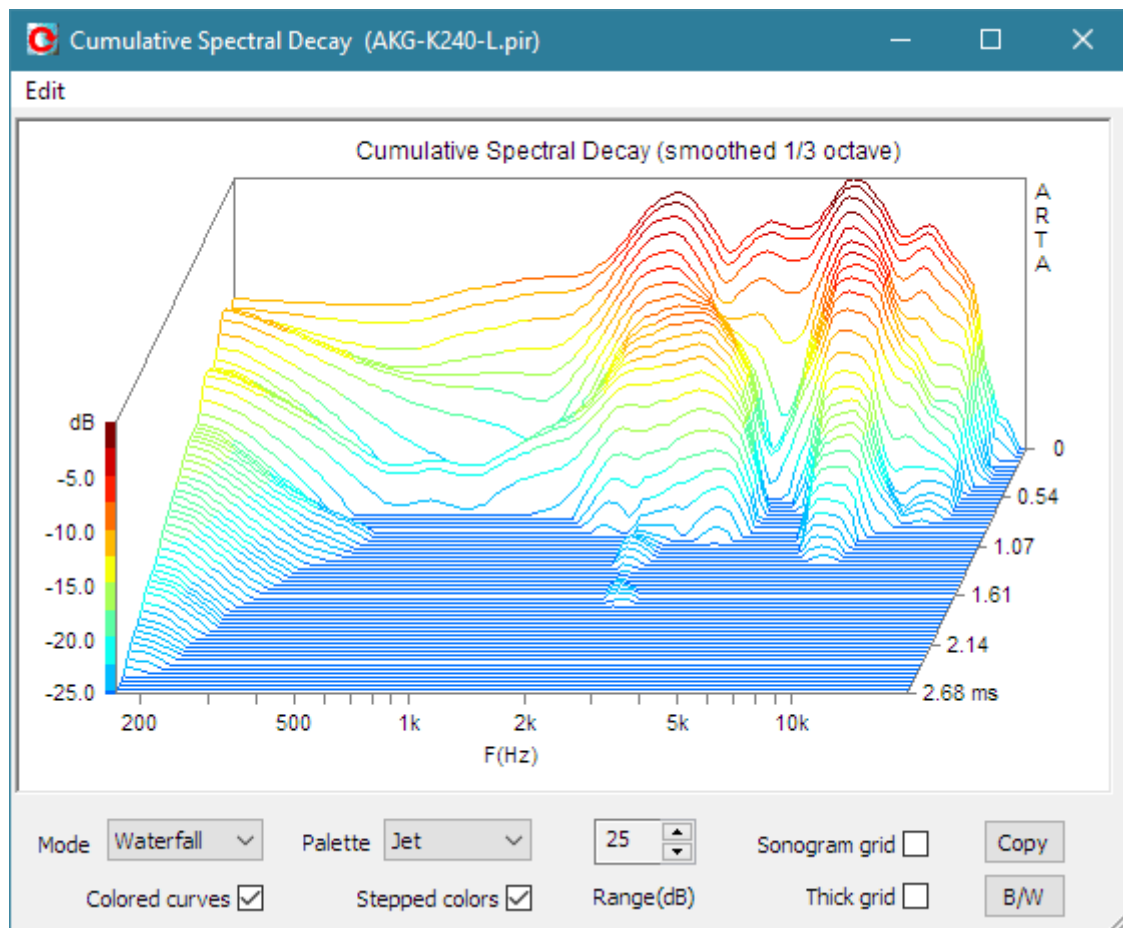 Cumulative Spectral Decay (AKG-K240-L.pir)
Edit
Cumulative Spectral Decay (smoothed 1/3 octave)
A
R
T
A
dB
-5.0
-10.0
-15.0
-20.0
-25.0
0
0.54
1.07
1.61
2.14
2.68 ms
200 500 1k 2k 5k 10k
F(Hz)
Mode Waterfall Palette Jet 25 Sonogram grid Copy
Colored curves Stepped colors Range(dB) Thick grid B/W